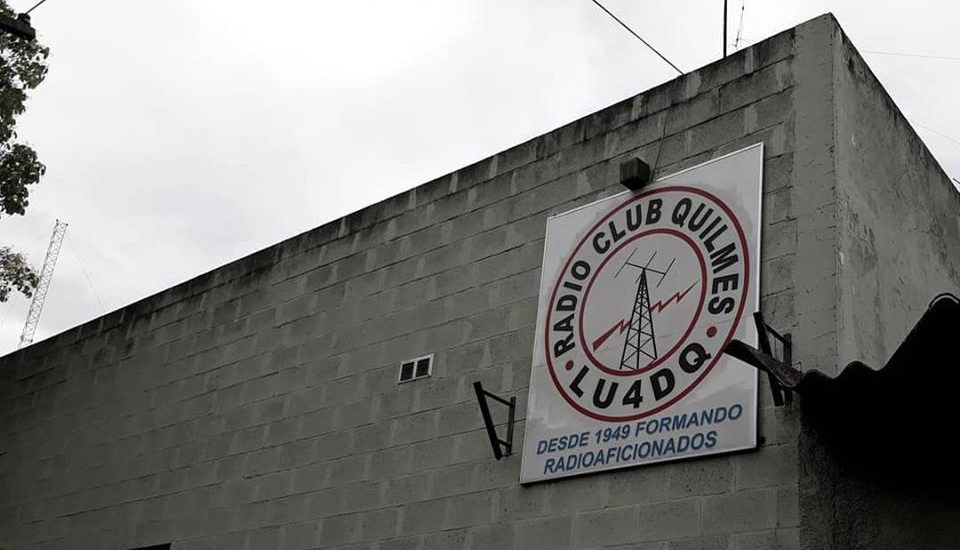 RADIO CLUB QUILMES
LU4DQ
DESDE 1949 FORMANDO
RADIOAFICIONADOS